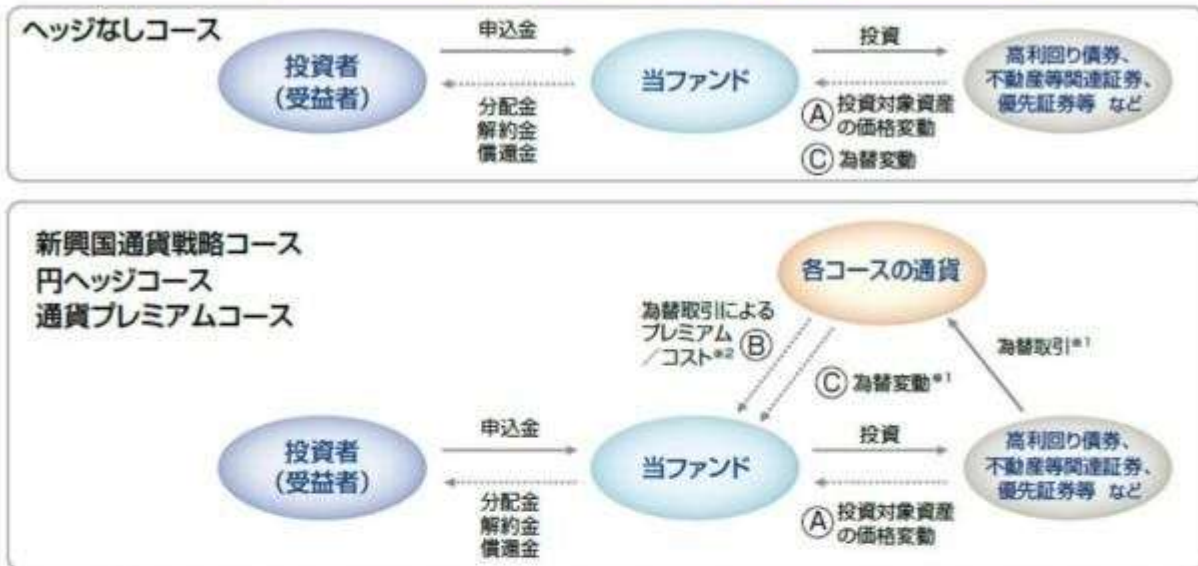 ヘッジなしコース
投資者
(受益者)
申込金
分配金
解約金
償還金
当ファンド
投資
Ⓐ 投資対象資産
の価格変動
Ⓒ 為替変動
高利回り債券、
不動産等関連証券、
優先証券等 など
新興国通貨戦略コース
円ヘッジコース
通貨プレミアムコース
各コースの通貨
為替取引による
プレミアム
／コスト※2 Ⓑ
Ⓒ 為替変動※1
為替取引※1
投資者
(受益者)
申込金
分配金
解約金
償還金
当ファンド
投資
Ⓐ 投資対象資産
の価格変動
高利回り債券、
不動産等関連証券、
優先証券等 など